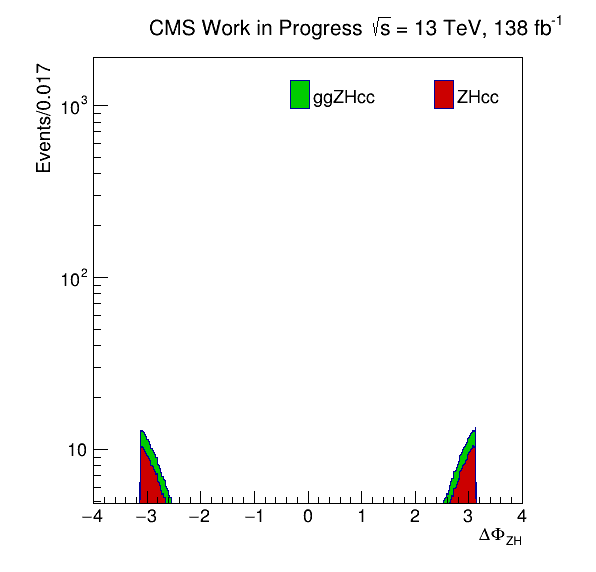 CMS Work in Progress √s = 13 TeV, 138 fb⁻¹
Events/0.017
ggZHcc ZHcc
10³
10²
10
−4 −3 −2 −1 0 1 2 3 4
ΔΦZH